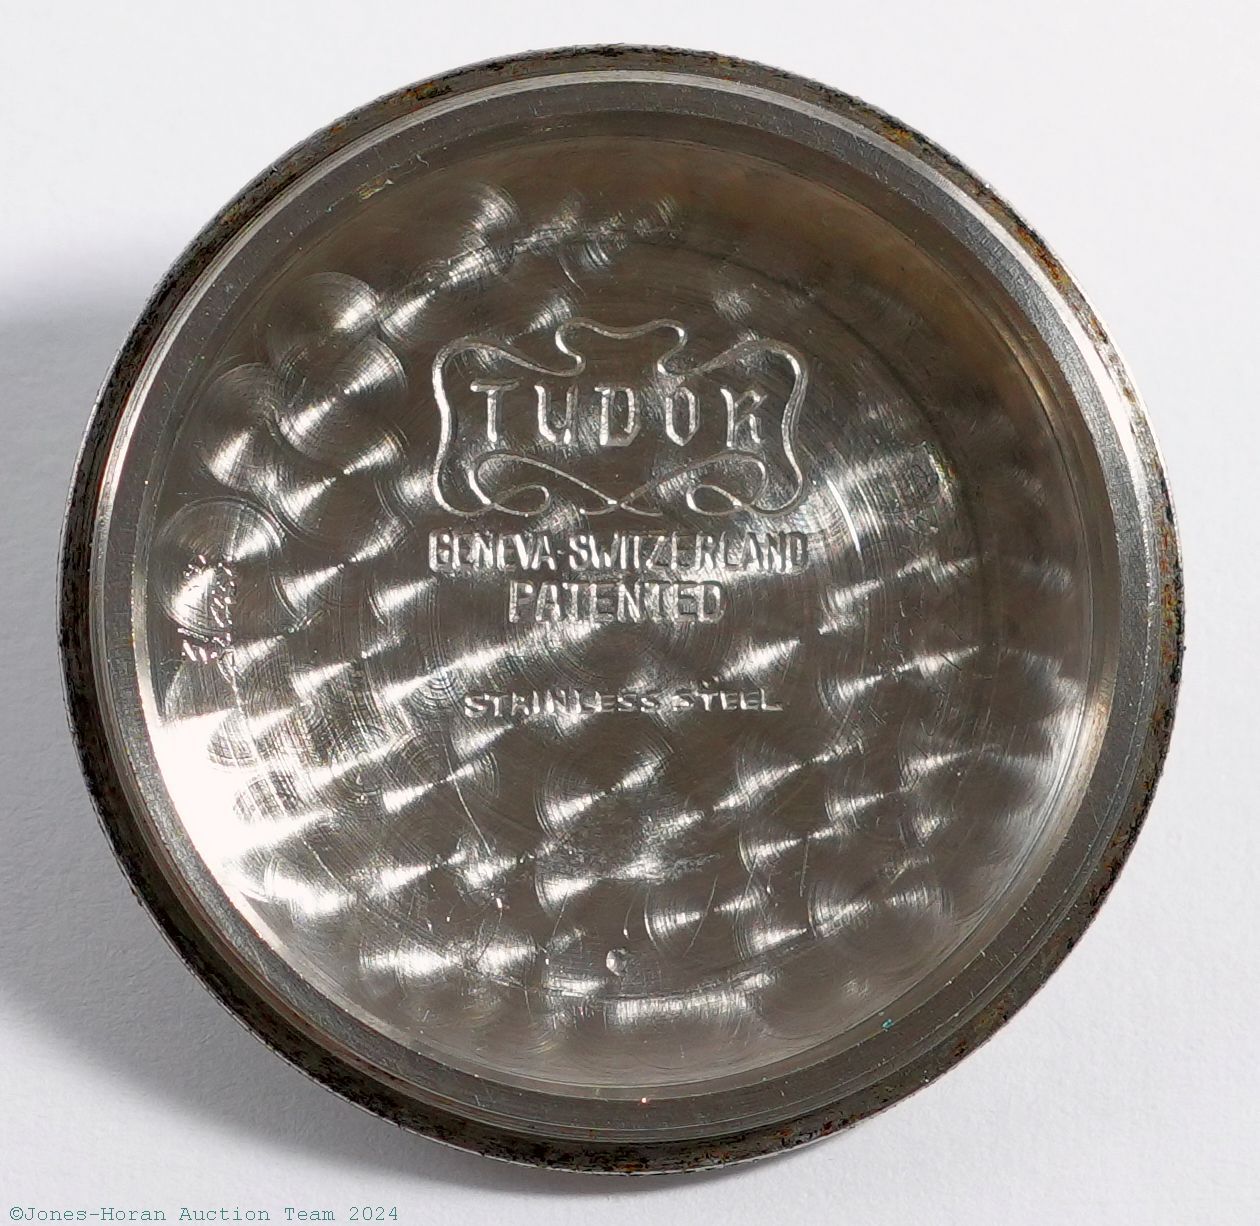 TUDOR
GENEVA-SWITZERLAND
PATENTED
STAINLESS STEEL
©Jones-Horan Auction Team 2024